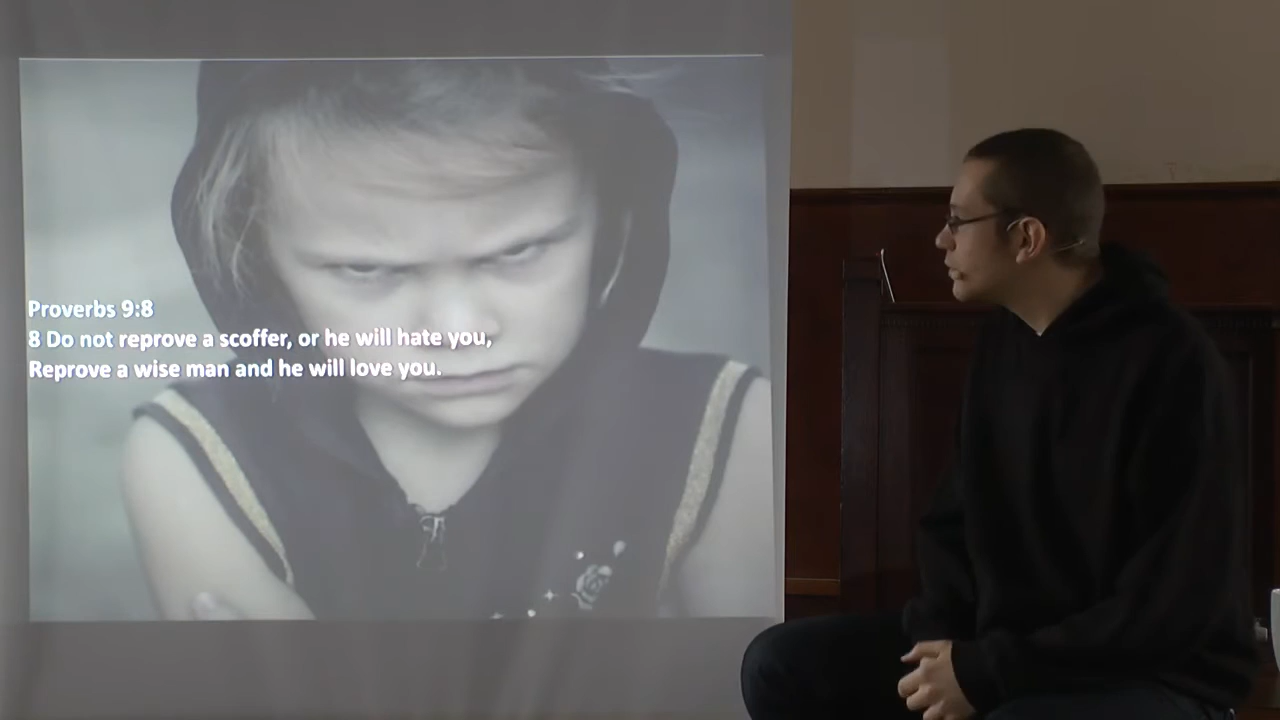 Proverbs 9:8
8 Do not reprove a scoffer, or he will hate you,
Reprove a wise man and he will love you.